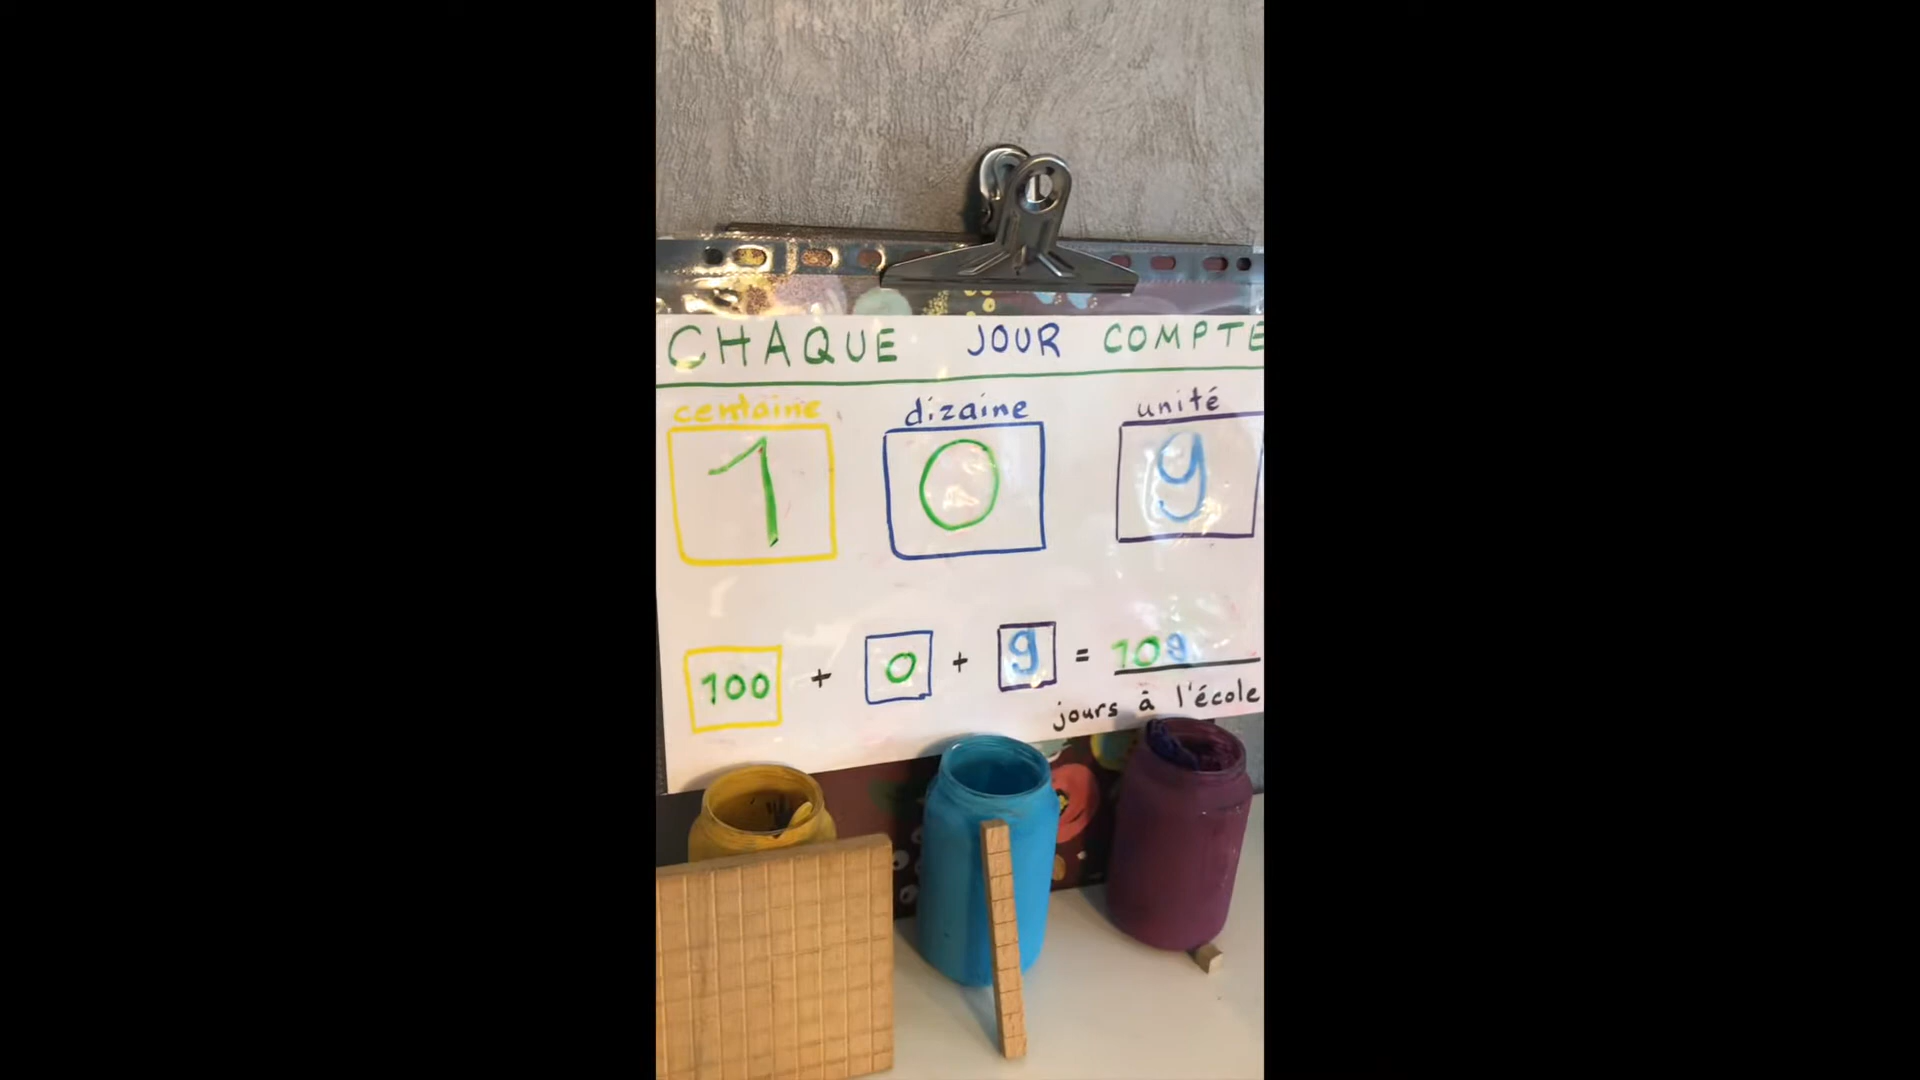 CHAQUE JOUR COMPTE
centaine dizaine unité
1 0 9
100 + 0 + 9 = 109
jours à l'école